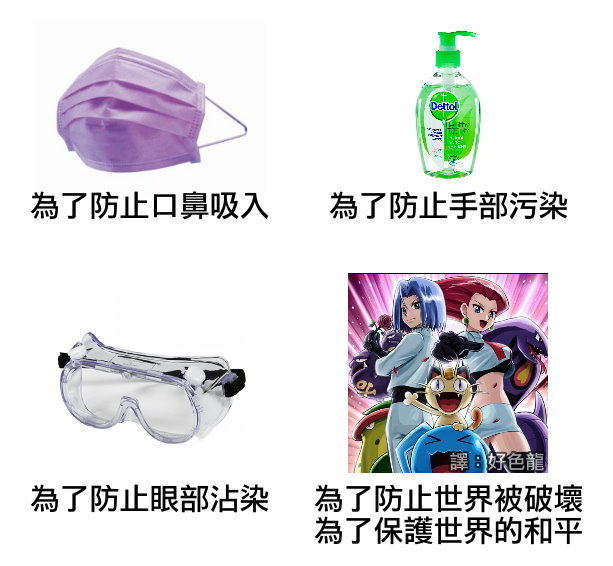 Dettol
為了防止口鼻吸入
為了防止手部污染
為了防止眼部沾染
譯：好色龍
為了防止世界被破壞
為了保護世界的和平